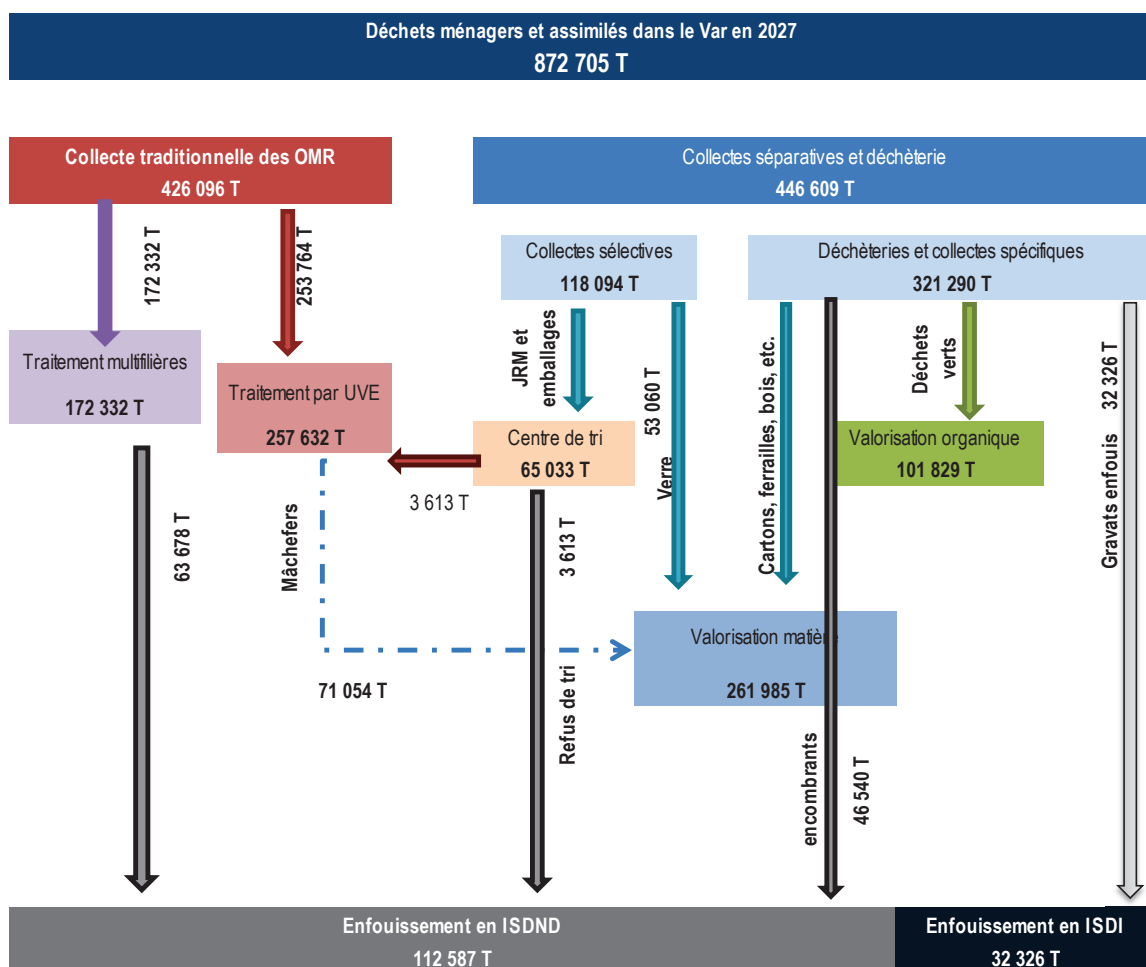 Déchets ménagers et assimilés dans le Var en 2027
872 705 T
Collecte traditionnelle des OMR
426 096 T
Collectes séparatives et déchèterie
446 609 T
172 332 T
253 764 T
Collectes sélectives
118 094 T
Déchèteries et collectes spécifiques
321 290 T
Traitement multifilières
172 332 T
Traitement par UVE
257 632 T
JRM et
emballages
53 060 T
Verre
Cartons, ferrailles, bois, etc.
Déchets
verts
32 326 T
Gravats enfouis
Centre de tri
65 033 T
Valorisation organique
101 829 T
3 613 T
63 678 T
Mâchefers
3 613 T
Refus de tri
71 054 T
Valorisation matière
261 985 T
encombrants
46 540 T
Enfouissement en ISDND
112 587 T
Enfouissement en ISDI
32 326 T